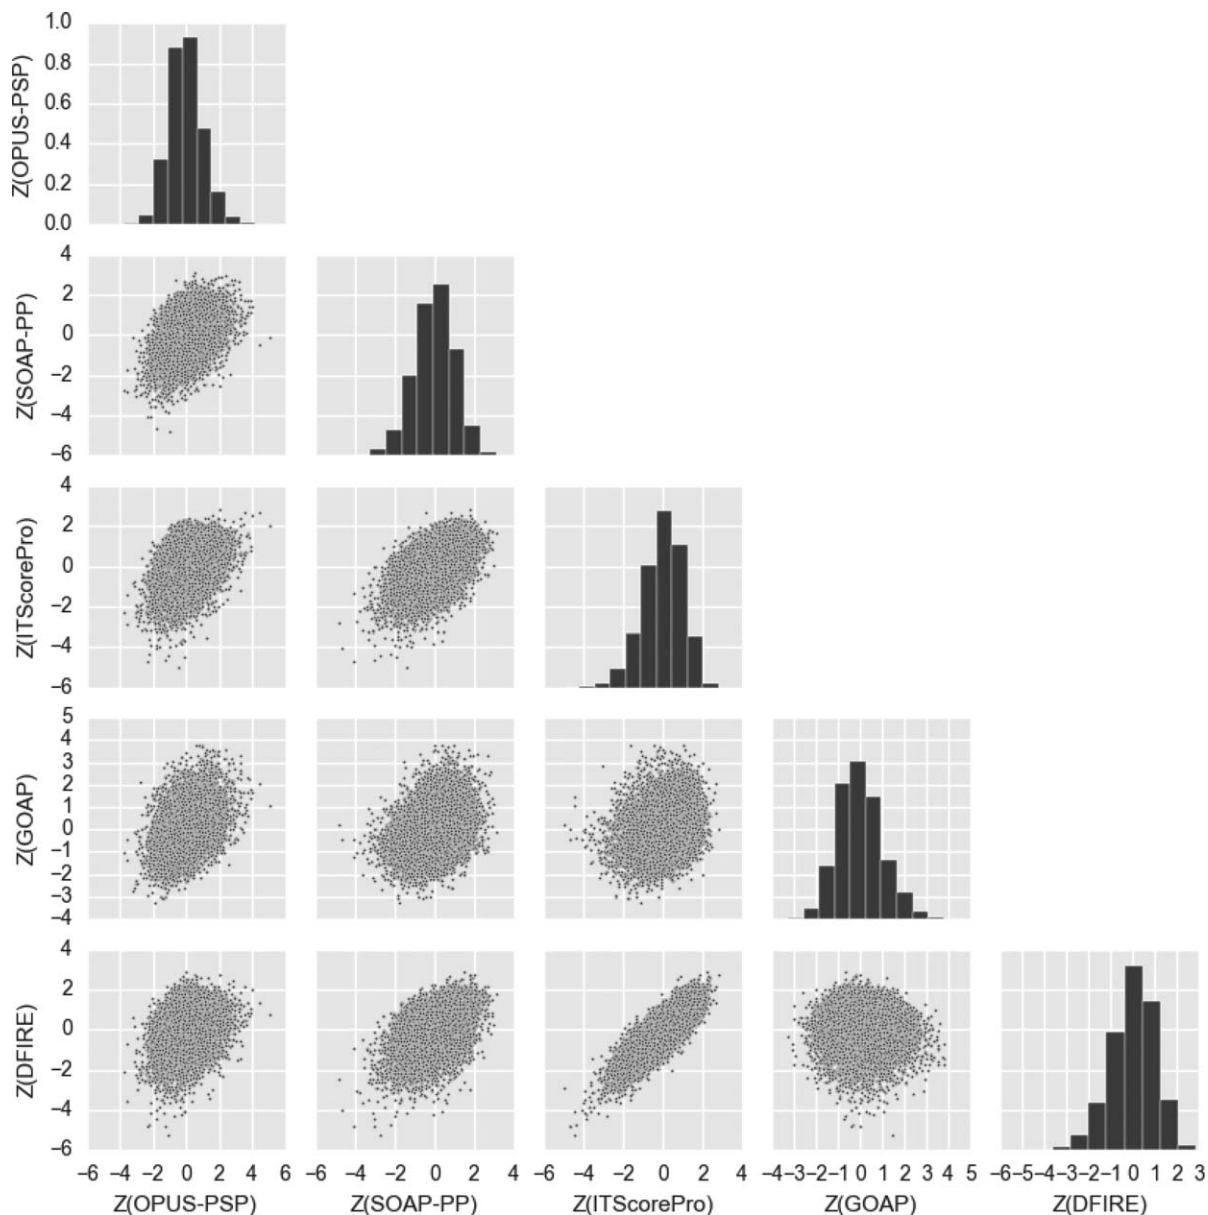 1.0
0.8
0.6
0.4
0.2
0.0
Z(OPUS-PSP)
4
2
0
−2
−4
−6
Z(SOAP-PP)
4
2
0
−2
−4
−6
Z(ITScorePro)
5
4
3
2
1
0
−1
−2
−3
−4
Z(GOAP)
4
2
0
−2
−4
−6
Z(DFIRE)
−6 −4 −2 0 2 4 6
−6 −4 −2 0 2 4
−6 −4 −2 0 2 4
−4−3−2−1 0 1 2 3 4 5
−6−5−4−3−2−1 0 1 2 3
Z(OPUS-PSP)
Z(SOAP-PP)
Z(ITScorePro)
Z(GOAP)
Z(DFIRE)